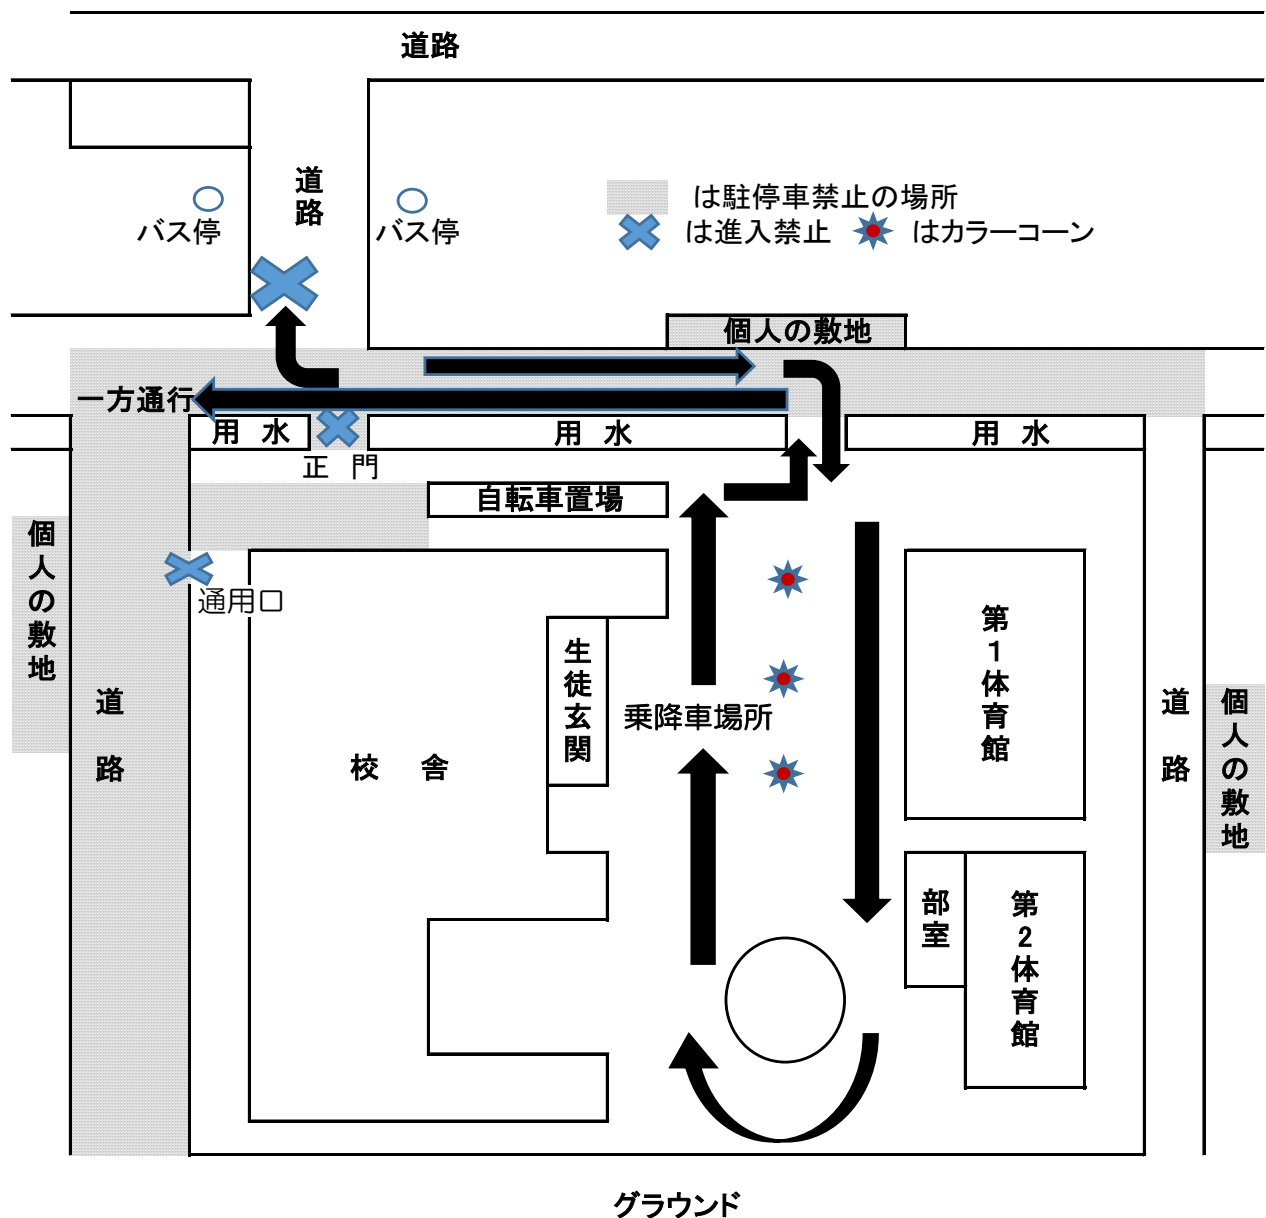 道路
道路
バス停
バス停
は駐停車禁止の場所
は進入禁止
はカラーコーン
個人の敷地
一方通行
用 水
用 水
用 水
正 門
自転車置場
個人の敷地
通用口
生徒玄関
第1体育館
乗降車場所
道 路
校 舎
道 路
個人の敷地
部室
第2体育館
グラウンド